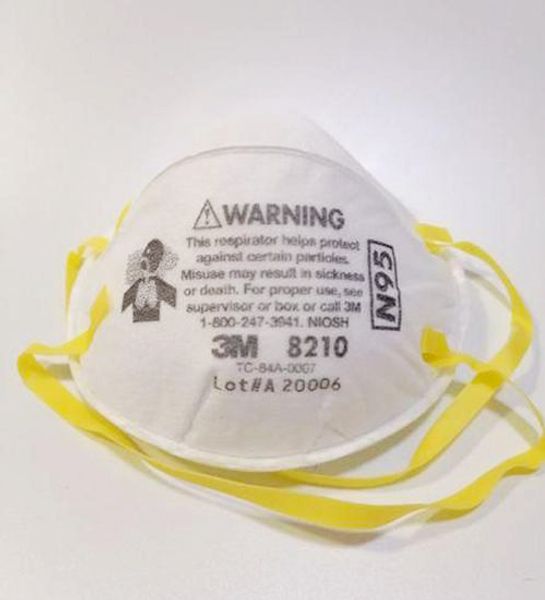 ⚠WARNING
This respirator helps protect
against certain particles.
Misuse may result in sickness
or death. For proper use, see
supervisor or box or call 3M
1-800-247-3941. NIOSH
3M 8210
TC-84A-0007
Lot#A 20006
N95